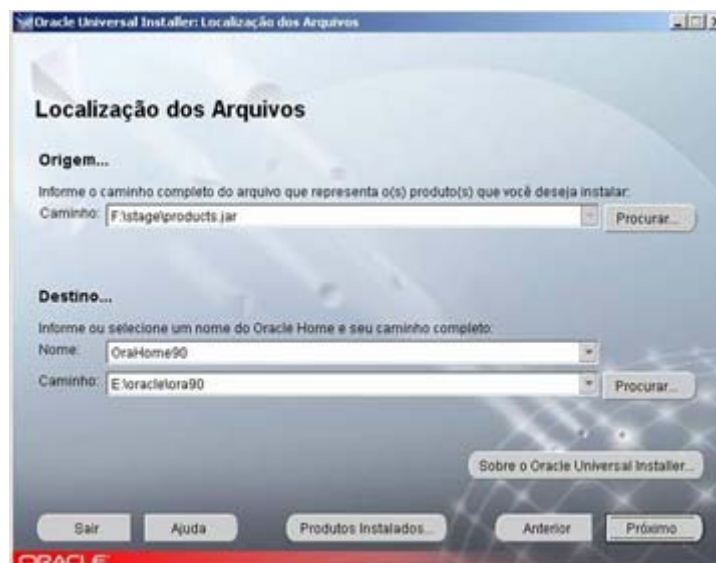 Oracle Universal Installer: Localização dos Arquivos
Localização dos Arquivos
Origem...
Informe o caminho completo do arquivo que representa o(s) produto(s) que você deseja instalar:
Caminho: F:\stage\products.jar Procurar...
Destino...
Informe ou selecione um nome do Oracle Home e seu caminho completo:
Nome: OraHome90
Caminho: E:\oracle\ora90 Procurar...
Sobre o Oracle Universal Installer...
Sair Ajuda Produtos Instalados... Anterior Próximo
ORACLE